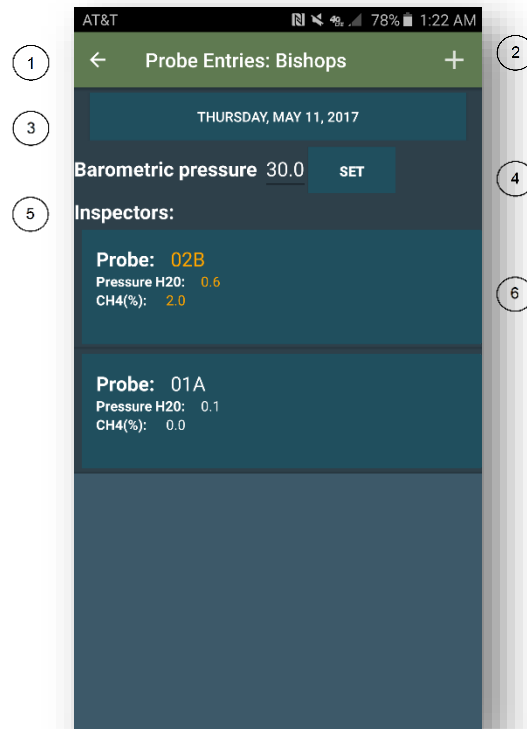 AT&T 78% 1:22 AM
1 Probe Entries: Bishops 2
3 THURSDAY, MAY 11, 2017
Barometric pressure 30.0 SET 4
5 Inspectors:
Probe: 02B
Pressure H20: 0.6 6
CH4(%): 2.0
Probe: 01A
Pressure H20: 0.1
CH4(%): 0.0